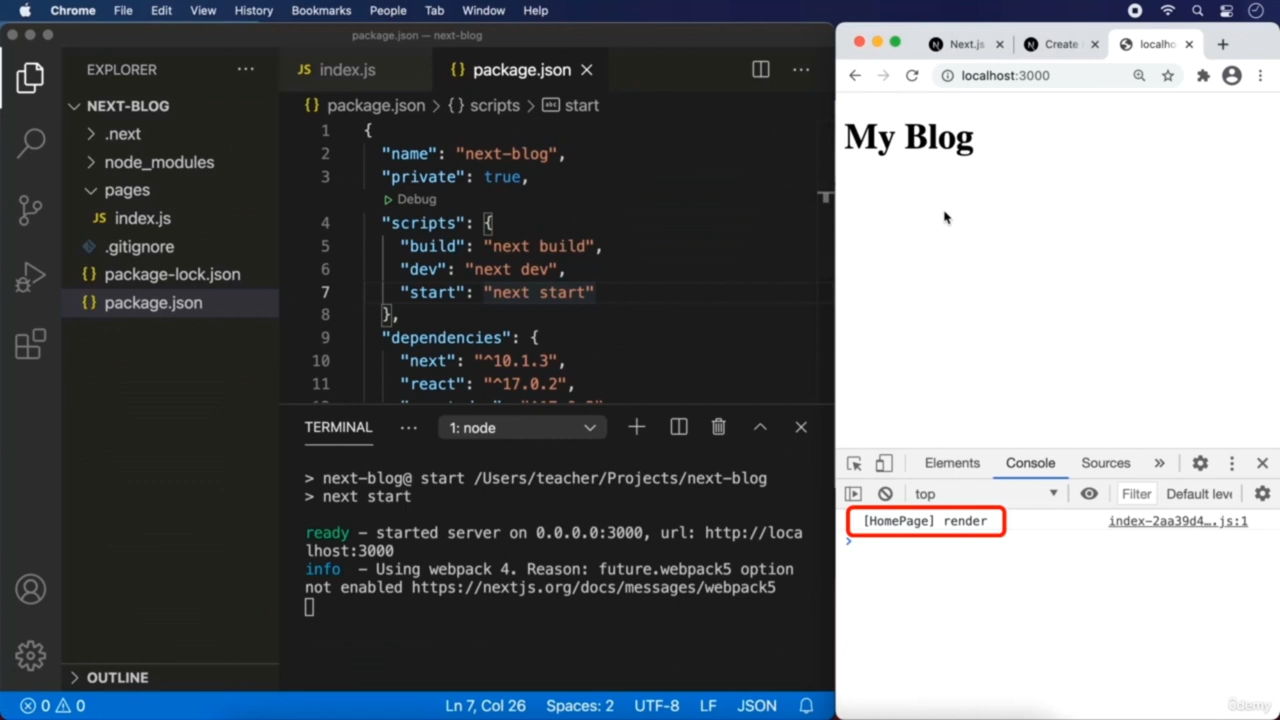 Chrome File Edit View History Bookmarks People Tab Window Help
package.json — next-blog
EXPLORER
NEXT-BLOG
.next
node_modules
pages
JS index.js
.gitignore
{} package-lock.json
{} package.json
OUTLINE
JS index.js
{} package.json
{} package.json > {} scripts > abc start
1 {
2 "name": "next-blog",
3 "private": true,
Debug
4 "scripts": {
5 "build": "next build",
6 "dev": "next dev",
7 "start": "next start"
8 },
9 "dependencies": {
10 "next": "^10.1.3",
11 "react": "^17.0.2",
TERMINAL
1: node
> next-blog@ start /Users/teacher/Projects/next-blog
> next start
ready – started server on 0.0.0.0:3000, url: http://loca
lhost:3000
info – Using webpack 4. Reason: future.webpack5 option
not enabled https://nextjs.org/docs/messages/webpack5
0 0
Ln 7, Col 26 Spaces: 2 UTF-8 LF JSON
Next.js
Create
localho
localhost:3000
My Blog
Elements Console Sources
top
Filter
Default leve
[HomePage] render
index-2aa39d4….js:1
ûdemy